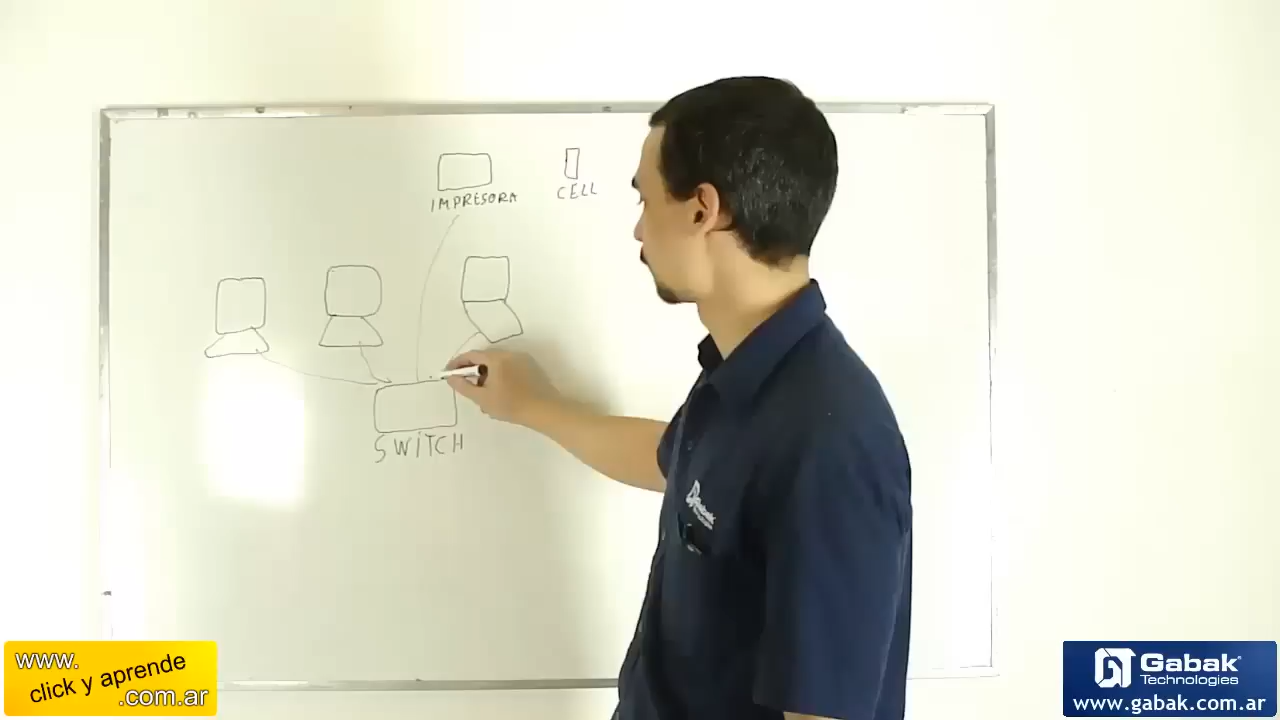 IMPRESORA
CELL
SWITCH
www.
click y aprende
.com.ar
Gabak
Technologies
www.gabak.com.ar